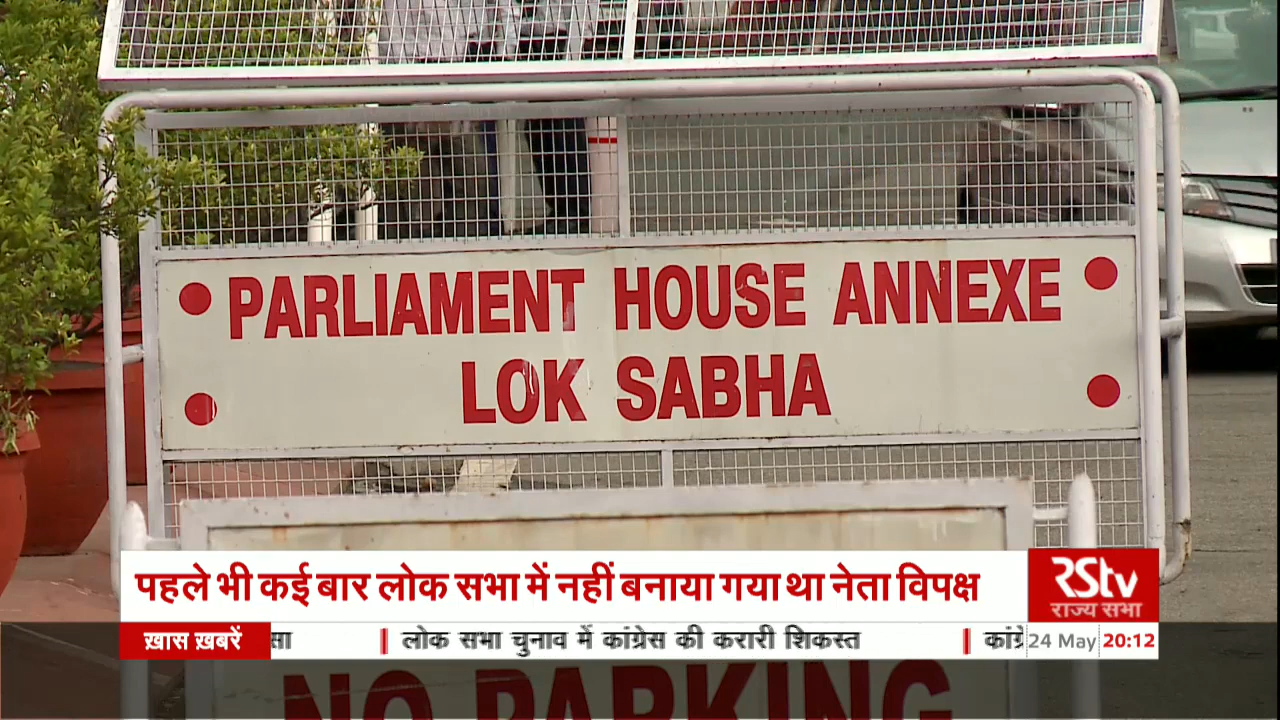 PARLIAMENT HOUSE ANNEXE
LOK SABHA
पहले भी कई बार लोक सभा में नहीं बनाया गया था नेता विपक्ष
RStv
राज्य सभा
ख़ास ख़बरें
लोक सभा चुनाव में कांग्रेस की करारी शिकस्त
24 May 20:12
NO PARKING